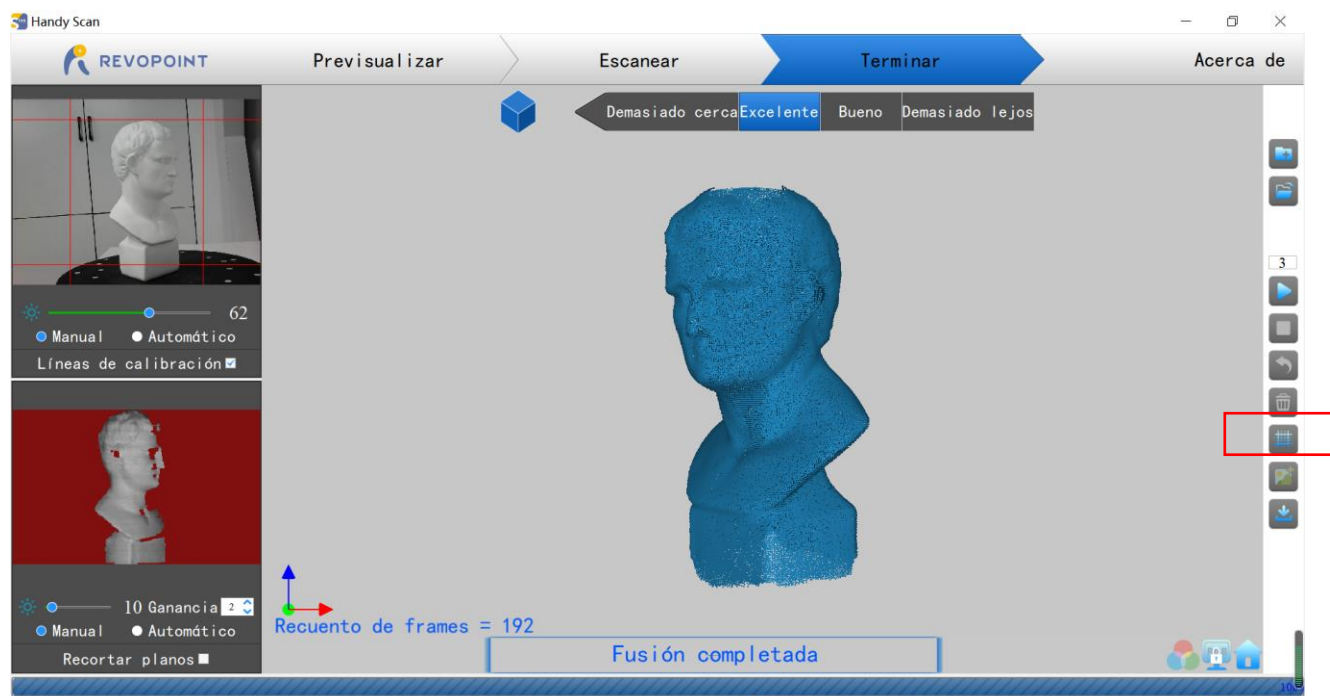 Handy Scan
REVOPOINT
Previsualizar
Escanear
Terminar
Acerca de
Demasiado cerca
Excelente
Bueno
Demasiado lejos
3
62
Manual
Automático
Líneas de calibración
10 Ganancia 2
Manual
Automático
Recortar planos
Recuento de frames = 192
Fusión completada